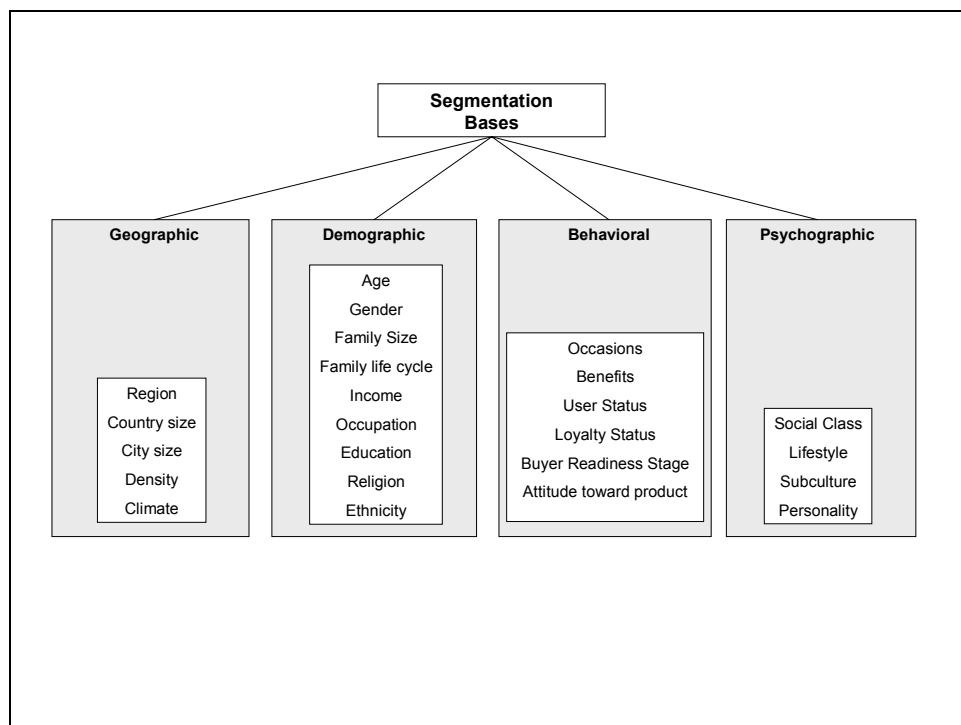 Segmentation
Bases
Geographic
Region
Country size
City size
Density
Climate
Demographic
Age
Gender
Family Size
Family life cycle
Income
Occupation
Education
Religion
Ethnicity
Behavioral
Occasions
Benefits
User Status
Loyalty Status
Buyer Readiness Stage
Attitude toward product
Psychographic
Social Class
Lifestyle
Subculture
Personality